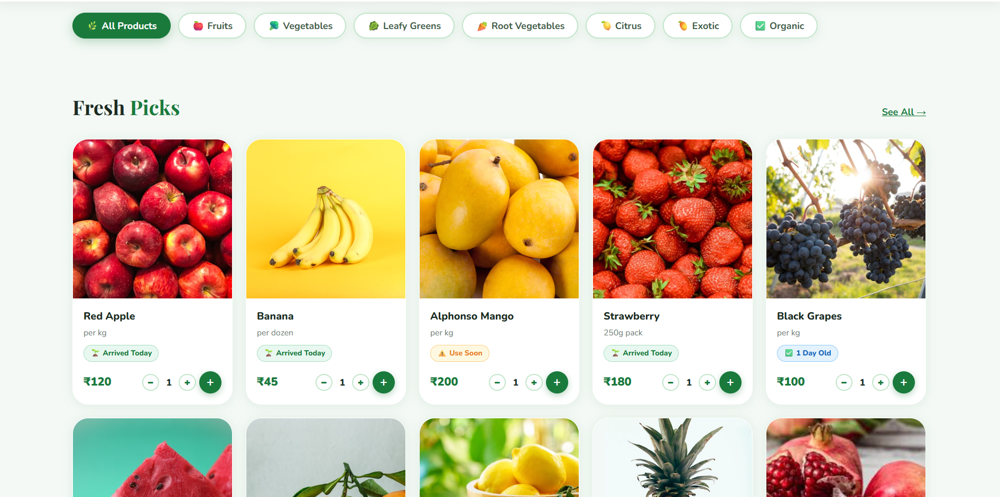 All Products Fruits Vegetables Leafy Greens Root Vegetables Citrus Exotic Organic
Fresh Picks
See All →
Red Apple
per kg
Arrived Today
₹120 − 1 + +
Banana
per dozen
Arrived Today
₹45 − 1 + +
Alphonso Mango
per kg
Use Soon
₹200 − 1 + +
Strawberry
250g pack
Arrived Today
₹180 − 1 + +
Black Grapes
per kg
1 Day Old
₹100 − 1 + +